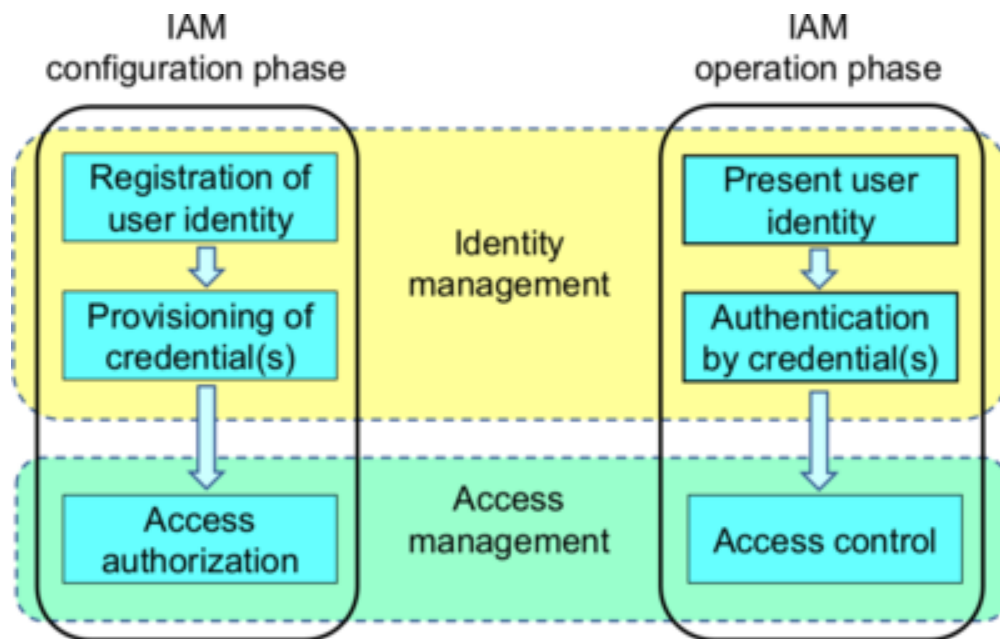 IAM
configuration phase
IAM
operation phase
Registration of
user identity
Present user
identity
Identity
management
Provisioning of
credential(s)
Authentication
by credential(s)
Access
authorization
Access
management
Access control